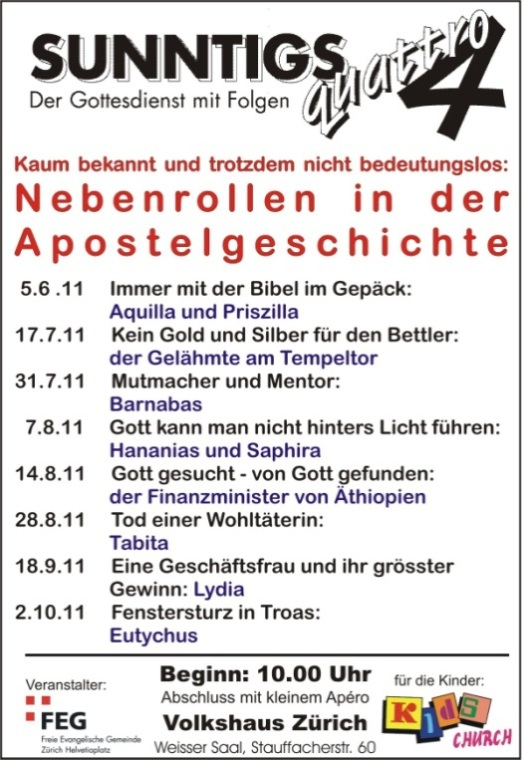 SUNNTIGS quattro 4
Der Gottesdienst mit Folgen
Kaum bekannt und trotzdem nicht bedeutungslos:
Nebenrollen in der
Apostelgeschichte
5.6 .11 Immer mit der Bibel im Gepäck:
Aquilla und Priszilla
17.7.11 Kein Gold und Silber für den Bettler:
der Gelähmte am Tempeltor
31.7.11 Mutmacher und Mentor:
Barnabas
7.8.11 Gott kann man nicht hinters Licht führen:
Hananias und Saphira
14.8.11 Gott gesucht - von Gott gefunden:
der Finanzminister von Äthiopien
28.8.11 Tod einer Wohltäterin:
Tabita
18.9.11 Eine Geschäftsfrau und ihr grösster
Gewinn: Lydia
2.10.11 Fenstersturz in Troas:
Eutychus
Veranstalter:
FEG
Freie Evangelische Gemeinde
Zürich Helvetiaplatz
Beginn: 10.00 Uhr
Abschluss mit kleinem Apéro
Volkshaus Zürich
Weisser Saal, Stauffacherstr. 60
für die Kinder:
KiDS
CHURCH